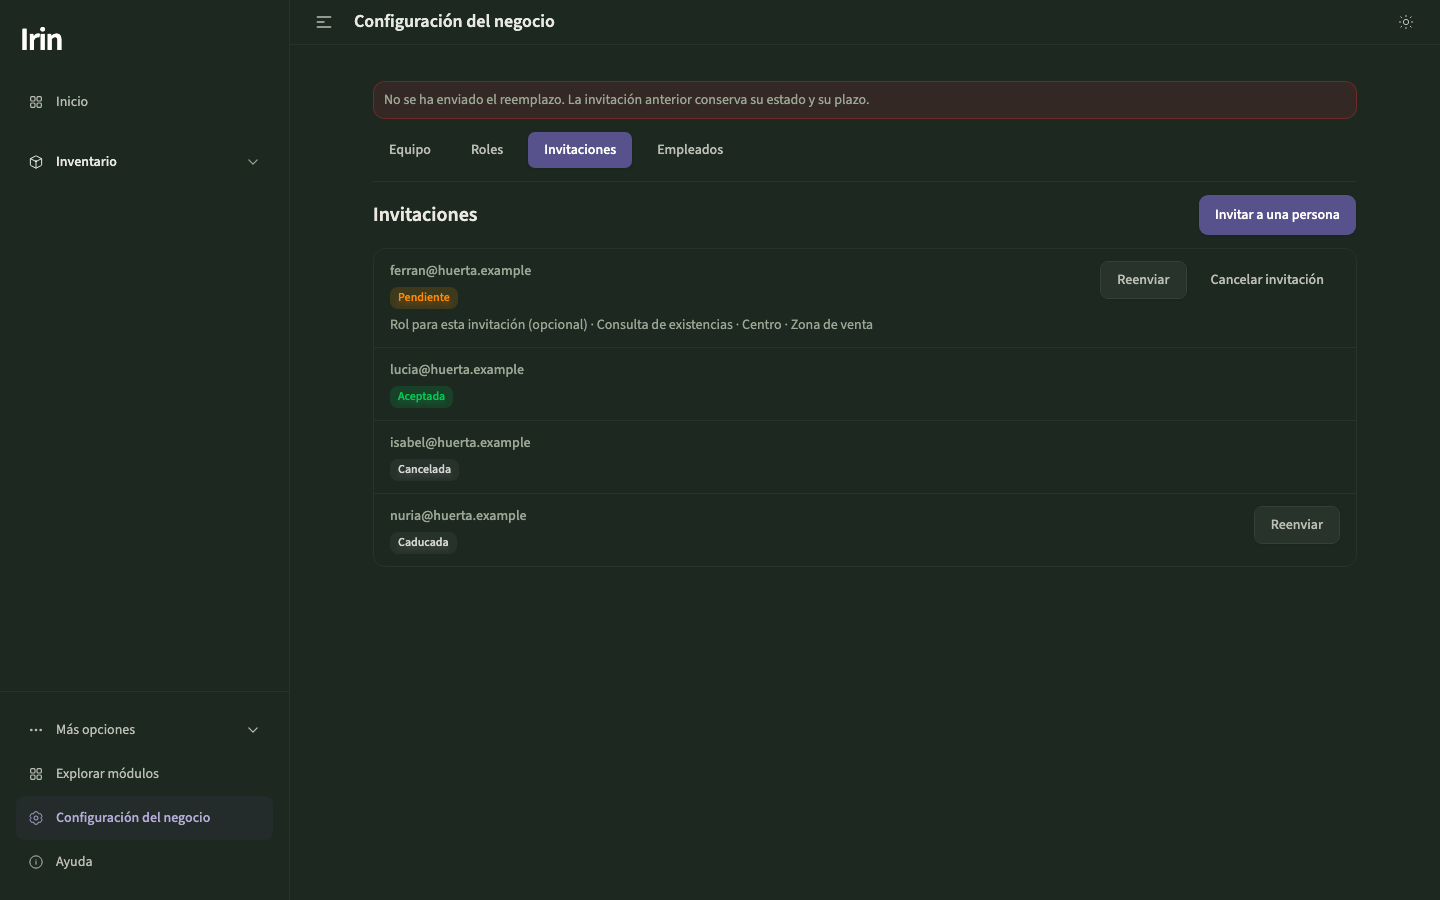 Irin
Configuración del negocio
Inicio
Inventario
No se ha enviado el reemplazo. La invitación anterior conserva su estado y su plazo.
Equipo
Roles
Invitaciones
Empleados
Invitaciones
Invitar a una persona
ferran@huerta.example
Pendiente
Rol para esta invitación (opcional) · Consulta de existencias · Centro · Zona de venta
Reenviar
Cancelar invitación
lucia@huerta.example
Aceptada
isabel@huerta.example
Cancelada
nuria@huerta.example
Caducada
Reenviar
Más opciones
Explorar módulos
Configuración del negocio
Ayuda